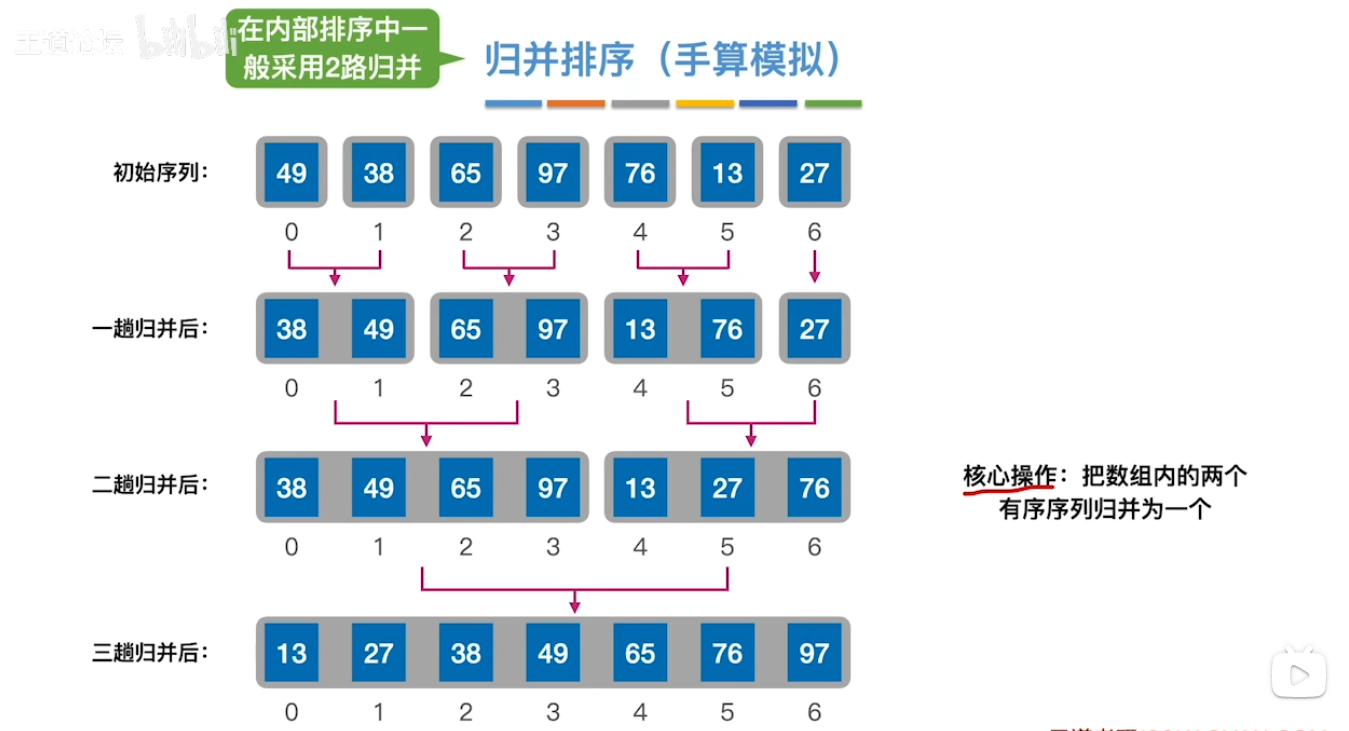 王道论坛 bilibili
在内部排序中一
般采用2路归并
归并排序（手算模拟）
初始序列：
49 38 65 97 76 13 27
0 1 2 3 4 5 6
一趟归并后：
38 49 65 97 13 76 27
0 1 2 3 4 5 6
二趟归并后：
38 49 65 97 13 27 76
0 1 2 3 4 5 6
核心操作：把数组内的两个
有序序列归并为一个
三趟归并后：
13 27 38 49 65 76 97
0 1 2 3 4 5 6